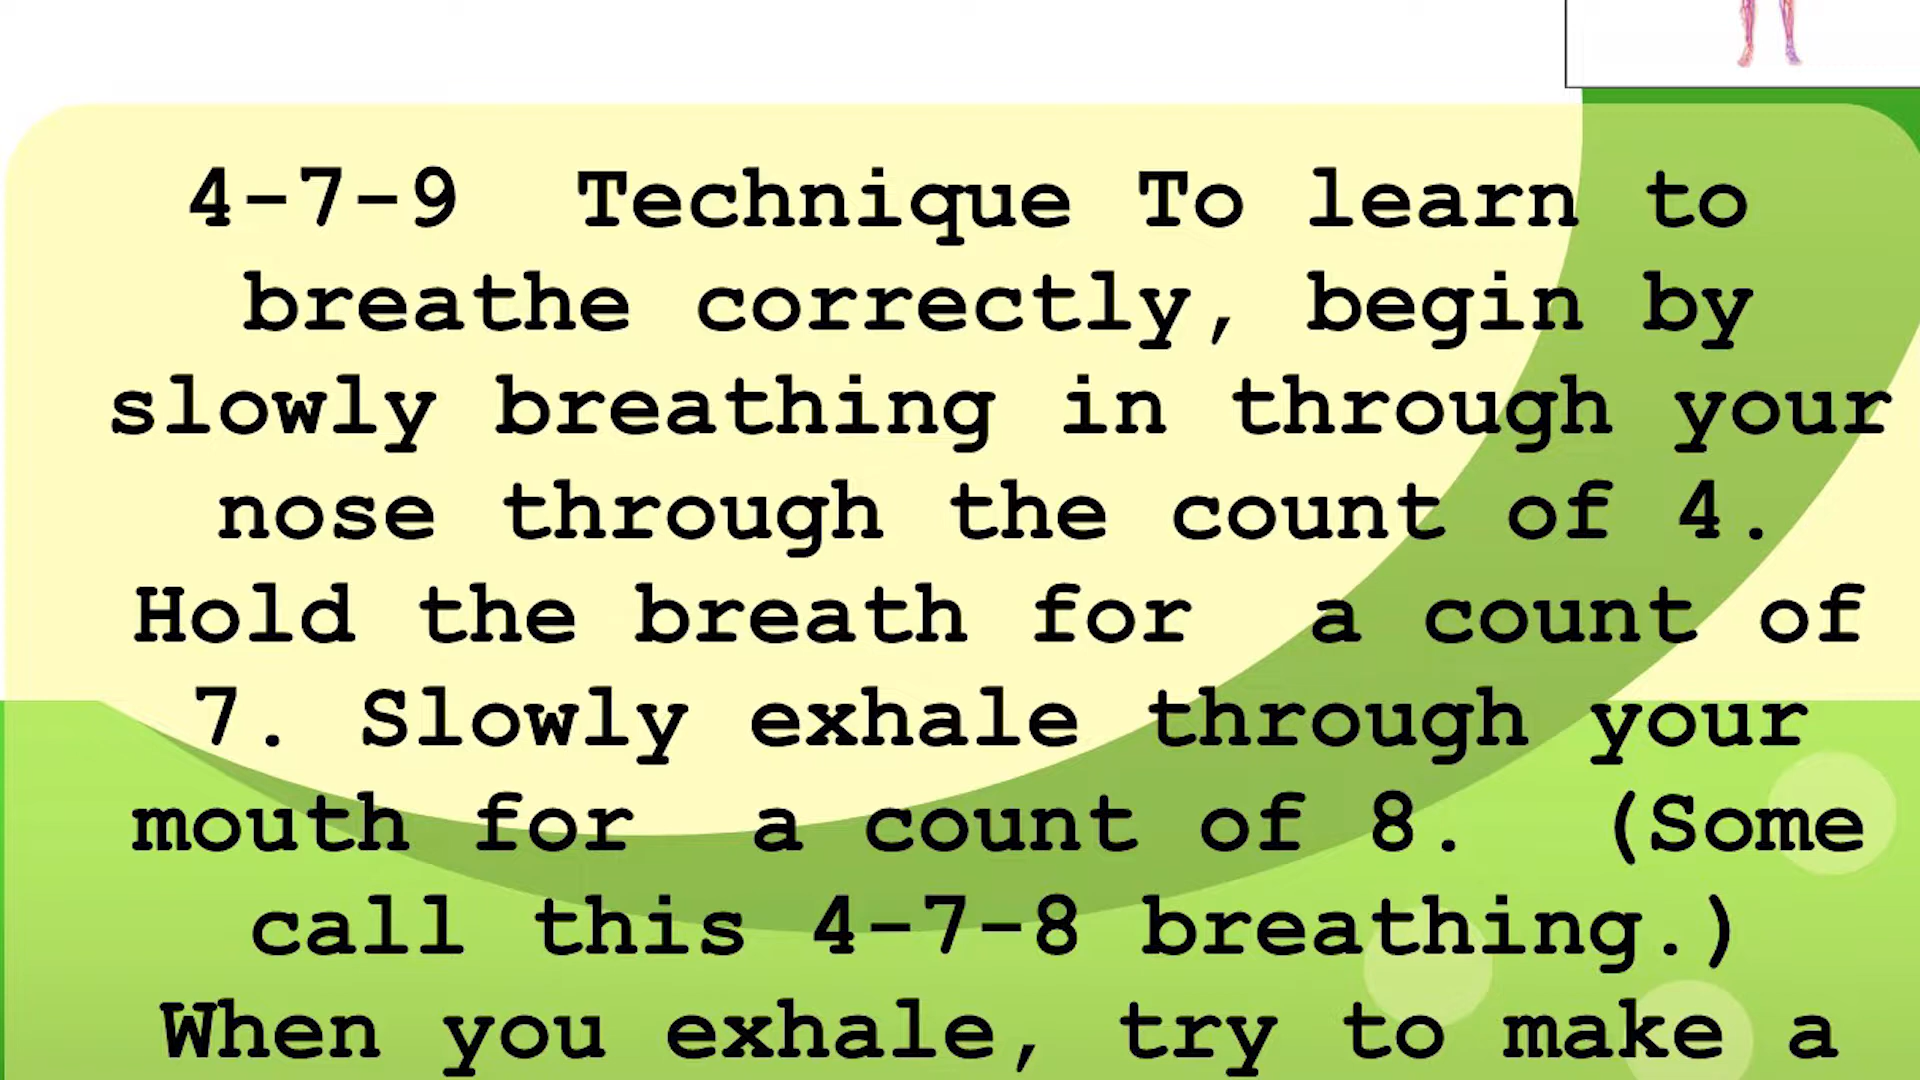 4-7-9  Technique To learn to
breathe correctly, begin by
slowly breathing in through your
nose through the count of 4.
Hold the breath for  a count of
7. Slowly exhale through your
mouth for  a count of 8.  (Some
call this 4-7-8 breathing.)
When you exhale, try to make a